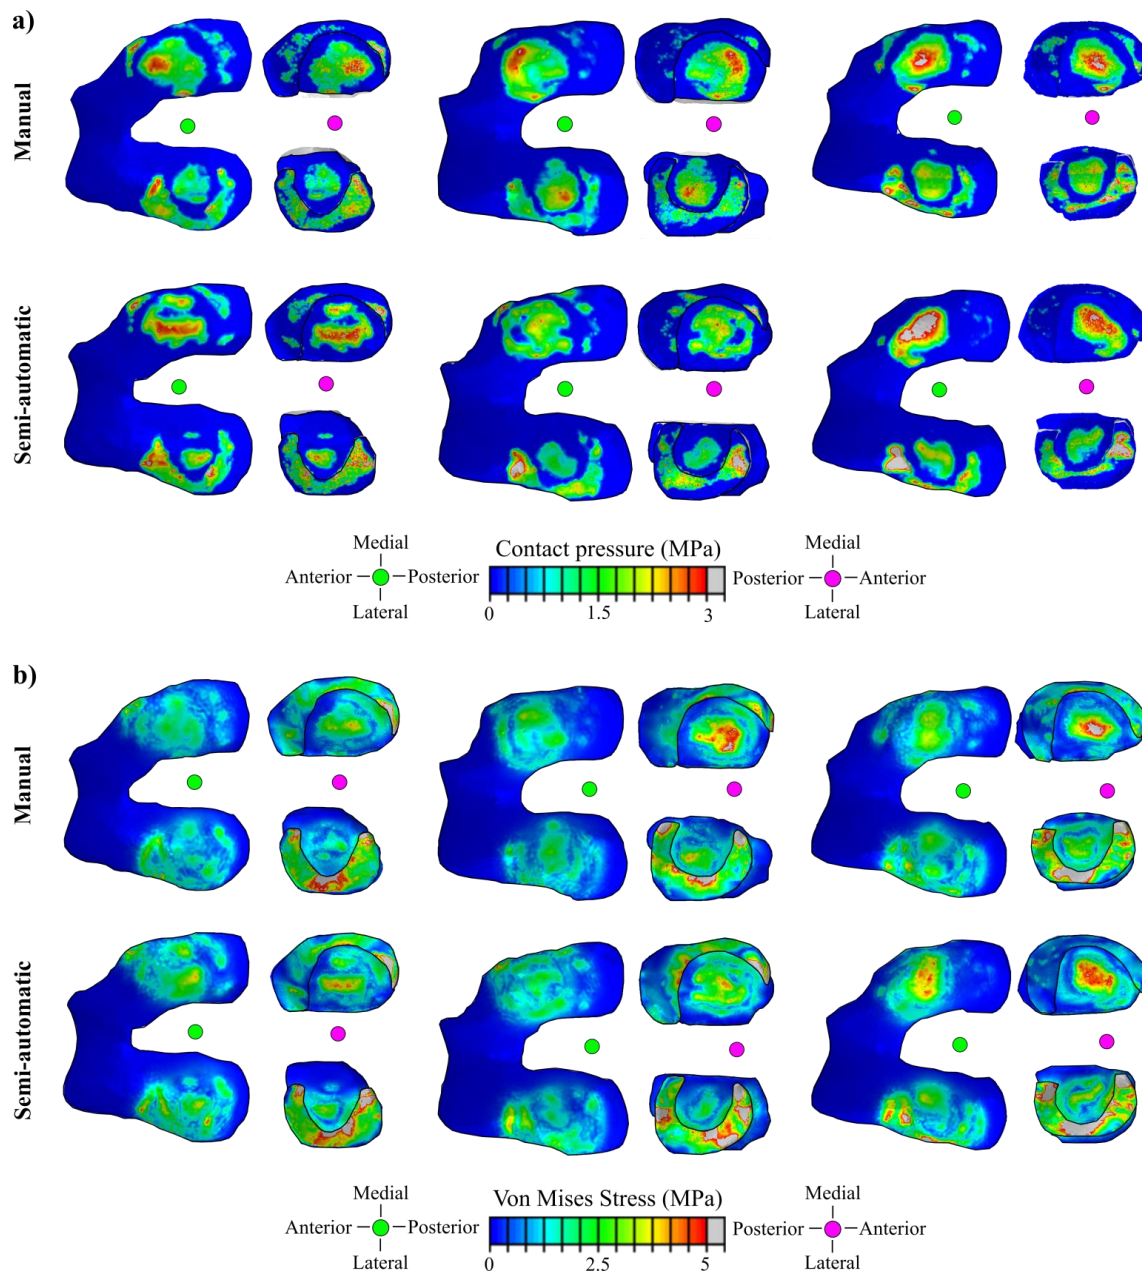 a)
Manual
Semi-automatic
Medial
Anterior Posterior
Lateral
Contact pressure (MPa)
0 1.5 3
Medial
Posterior Anterior
Lateral
b)
Manual
Semi-automatic
Medial
Anterior Posterior
Lateral
Von Mises Stress (MPa)
0 2.5 5
Medial
Posterior Anterior
Lateral